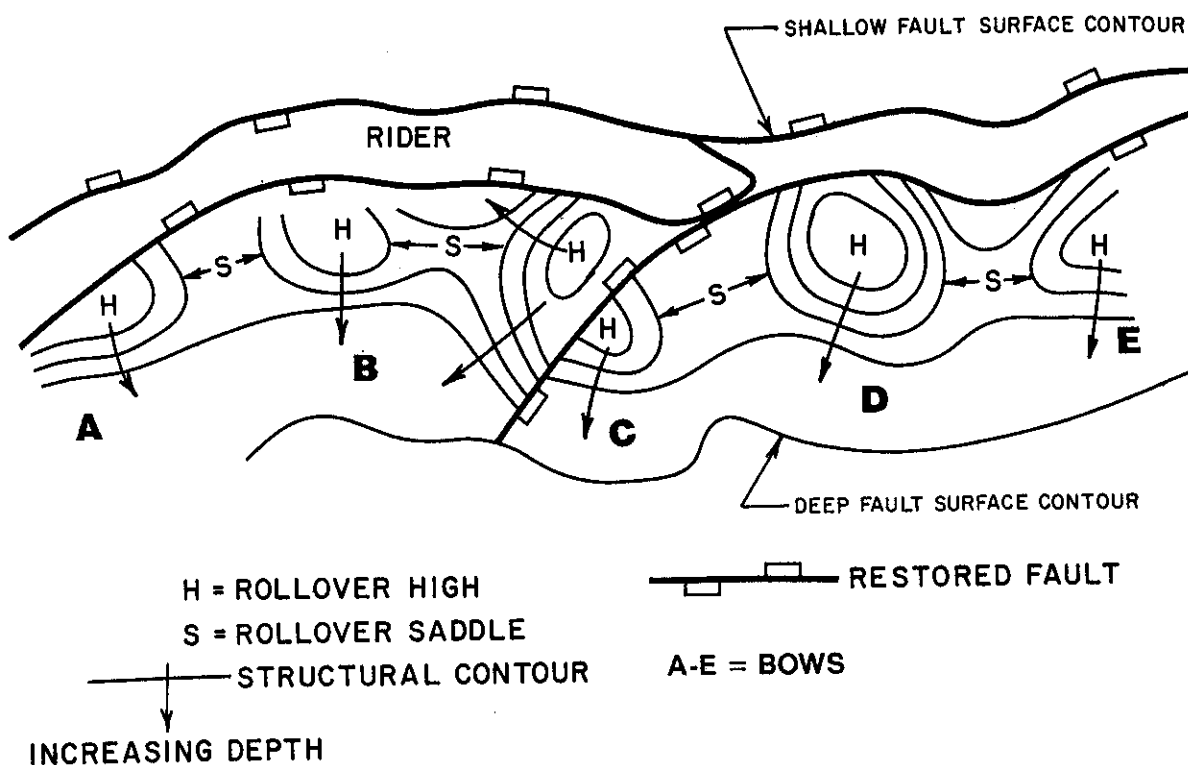 SHALLOW FAULT SURFACE CONTOUR
RIDER
H
H
H
H
H
H
S
S
S
S
A
B
C
D
E
DEEP FAULT SURFACE CONTOUR
H = ROLLOVER HIGH
S = ROLLOVER SADDLE
STRUCTURAL CONTOUR
INCREASING DEPTH
RESTORED FAULT
A-E = BOWS